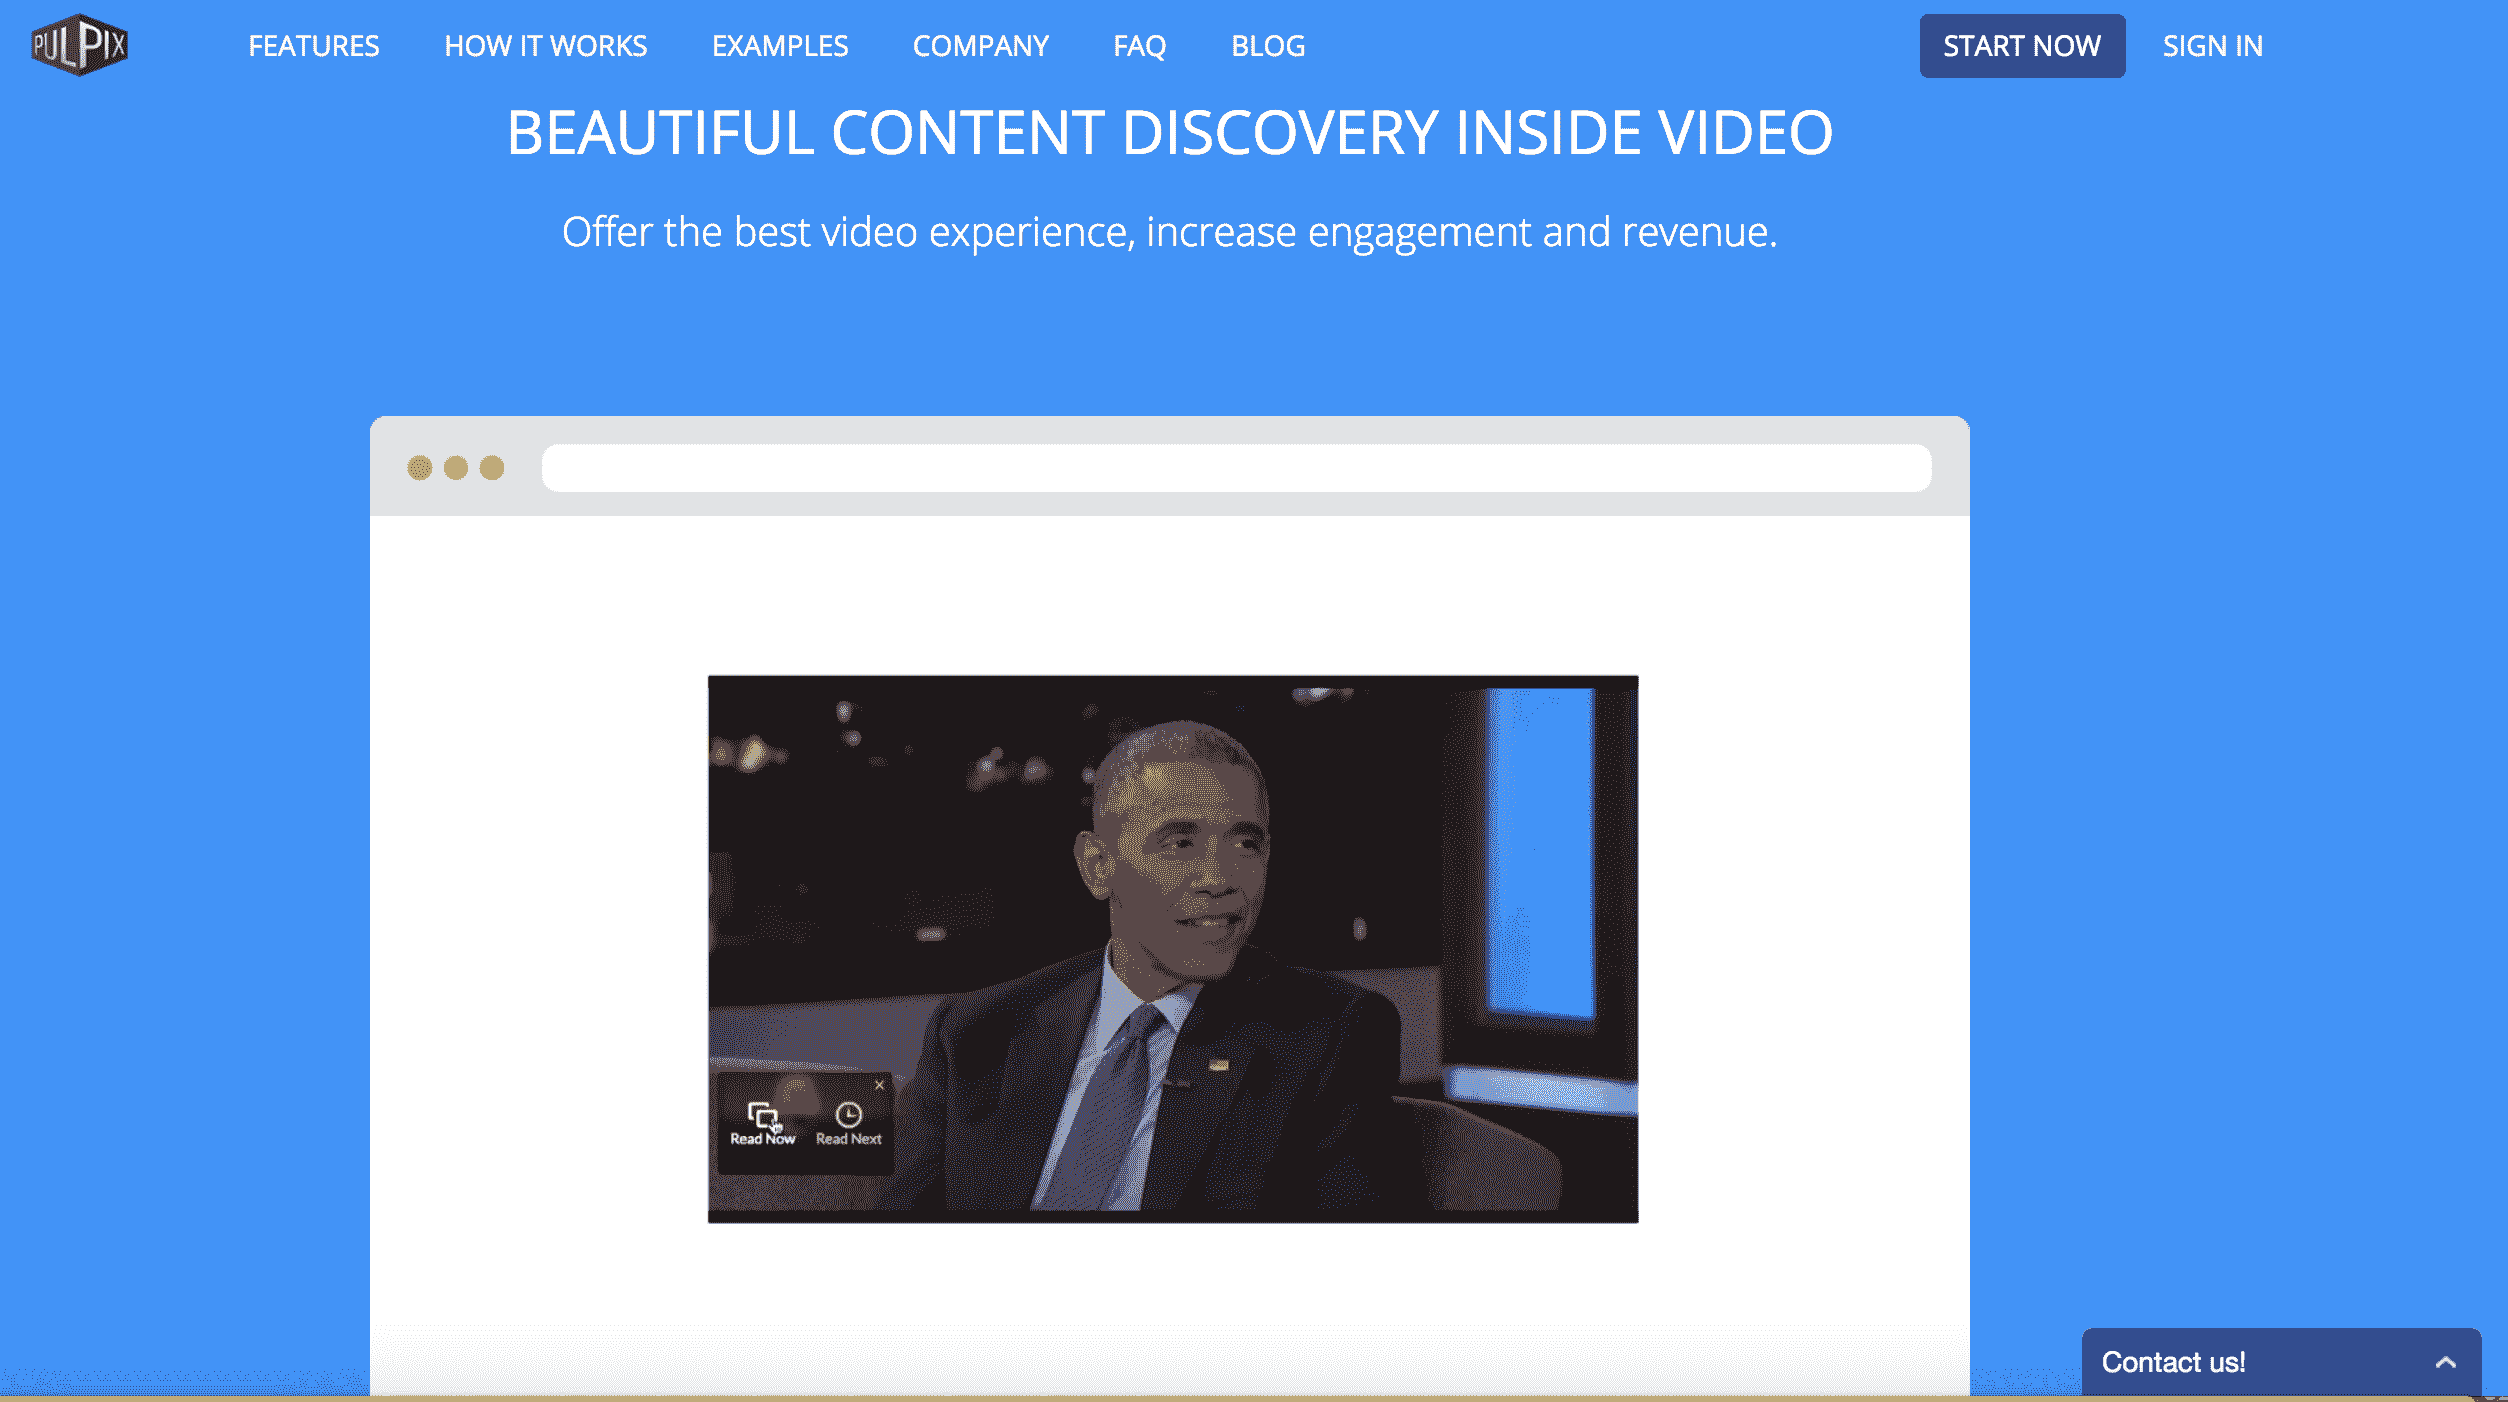 PULPIX
FEATURES
HOW IT WORKS
EXAMPLES
COMPANY
FAQ
BLOG
START NOW
SIGN IN
BEAUTIFUL CONTENT DISCOVERY INSIDE VIDEO
Offer the best video experience, increase engagement and revenue.
Read Now
Read Next
Contact us!